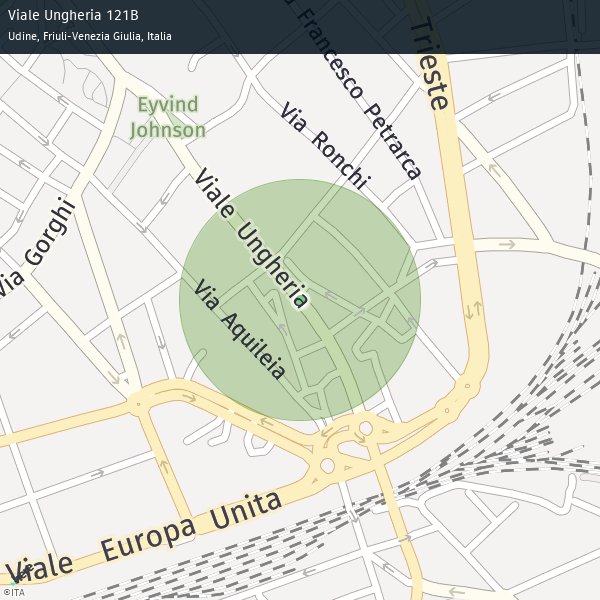 Viale Ungheria 121B
Udine, Friuli-Venezia Giulia, Italia
Trieste
Francesco Petrarca
Eyvind
Johnson
Via Ronchi
Viale Ungheria
Via Gorghi
Via Aquileia
Viale Europa Unita
©ITA